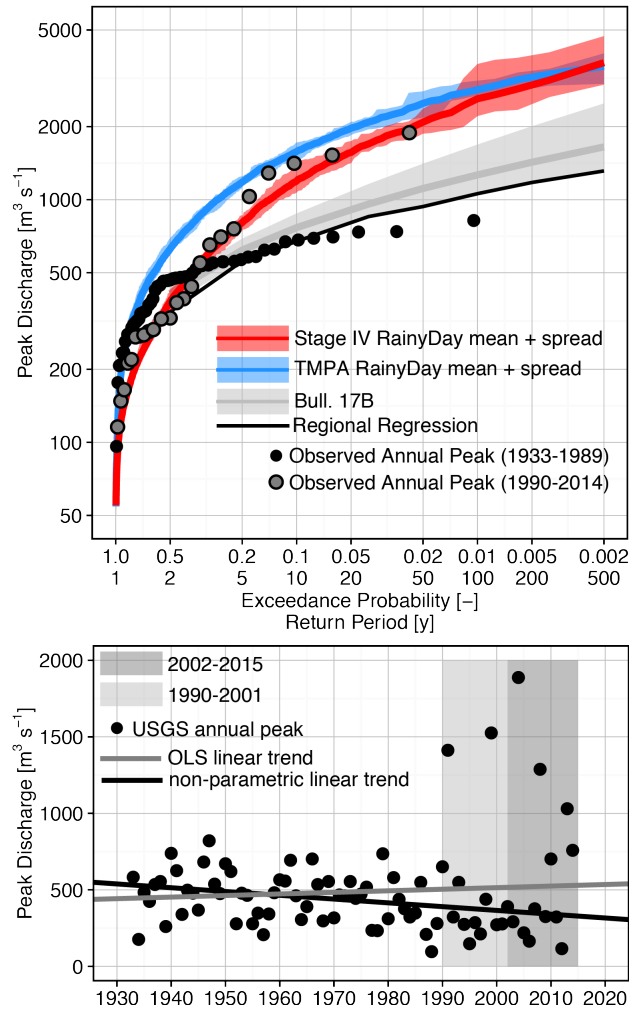 Peak Discharge [m³ s⁻¹]
5000
2000
1000
500
200
100
50
Stage IV RainyDay mean + spread
TMPA RainyDay mean + spread
Bull. 17B
Regional Regression
Observed Annual Peak (1933-1989)
Observed Annual Peak (1990-2014)
1.0 0.5 0.2 0.1 0.05 0.02 0.01 0.005 0.002
1 2 5 10 20 50 100 200 500
Exceedance Probability [−]
Return Period [y]
Peak Discharge [m³ s⁻¹]
2000
1500
1000
500
0
2002-2015
1990-2001
USGS annual peak
OLS linear trend
non-parametric linear trend
1930 1940 1950 1960 1970 1980 1990 2000 2010 2020